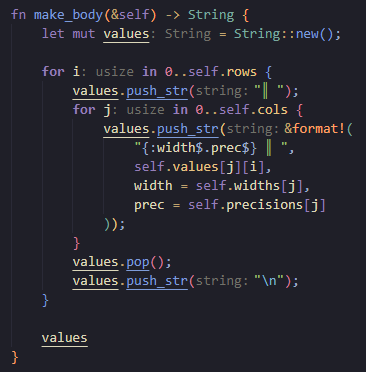 fn make_body(&self) -> String {
    let mut values: String = String::new();

    for i: usize in 0..self.rows {
        values.push_str(string: "║ ");
        for j: usize in 0..self.cols {
            values.push_str(string: &format!(
                "{:width$.prec$} ║ ",
                self.values[j][i],
                width = self.widths[j],
                prec = self.precisions[j]
            ));
        }
        values.pop();
        values.push_str(string: "\n");
    }

    values
}